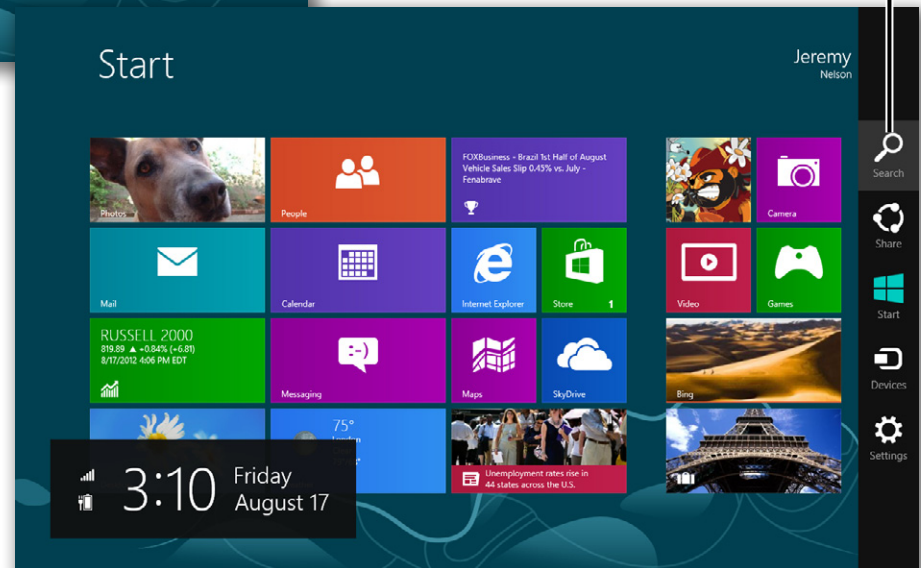 Start
Jeremy
Nelson
Photos
People
FOXBusiness - Brazil 1st Half of August
Vehicle Sales Slip 0.45% vs. July -
Fenabrave
Camera
Mail
Calendar
Internet Explorer
Store 1
Video
Games
RUSSELL 2000
819.89 ▲ +0.84% (+6.81)
8/17/2012 4:06 PM EDT
Messaging
:-)
Maps
SkyDrive
Bing
75°
London
Unemployment rates rise in
44 states across the U.S.
3:10
Friday
August 17
Search
Share
Start
Devices
Settings